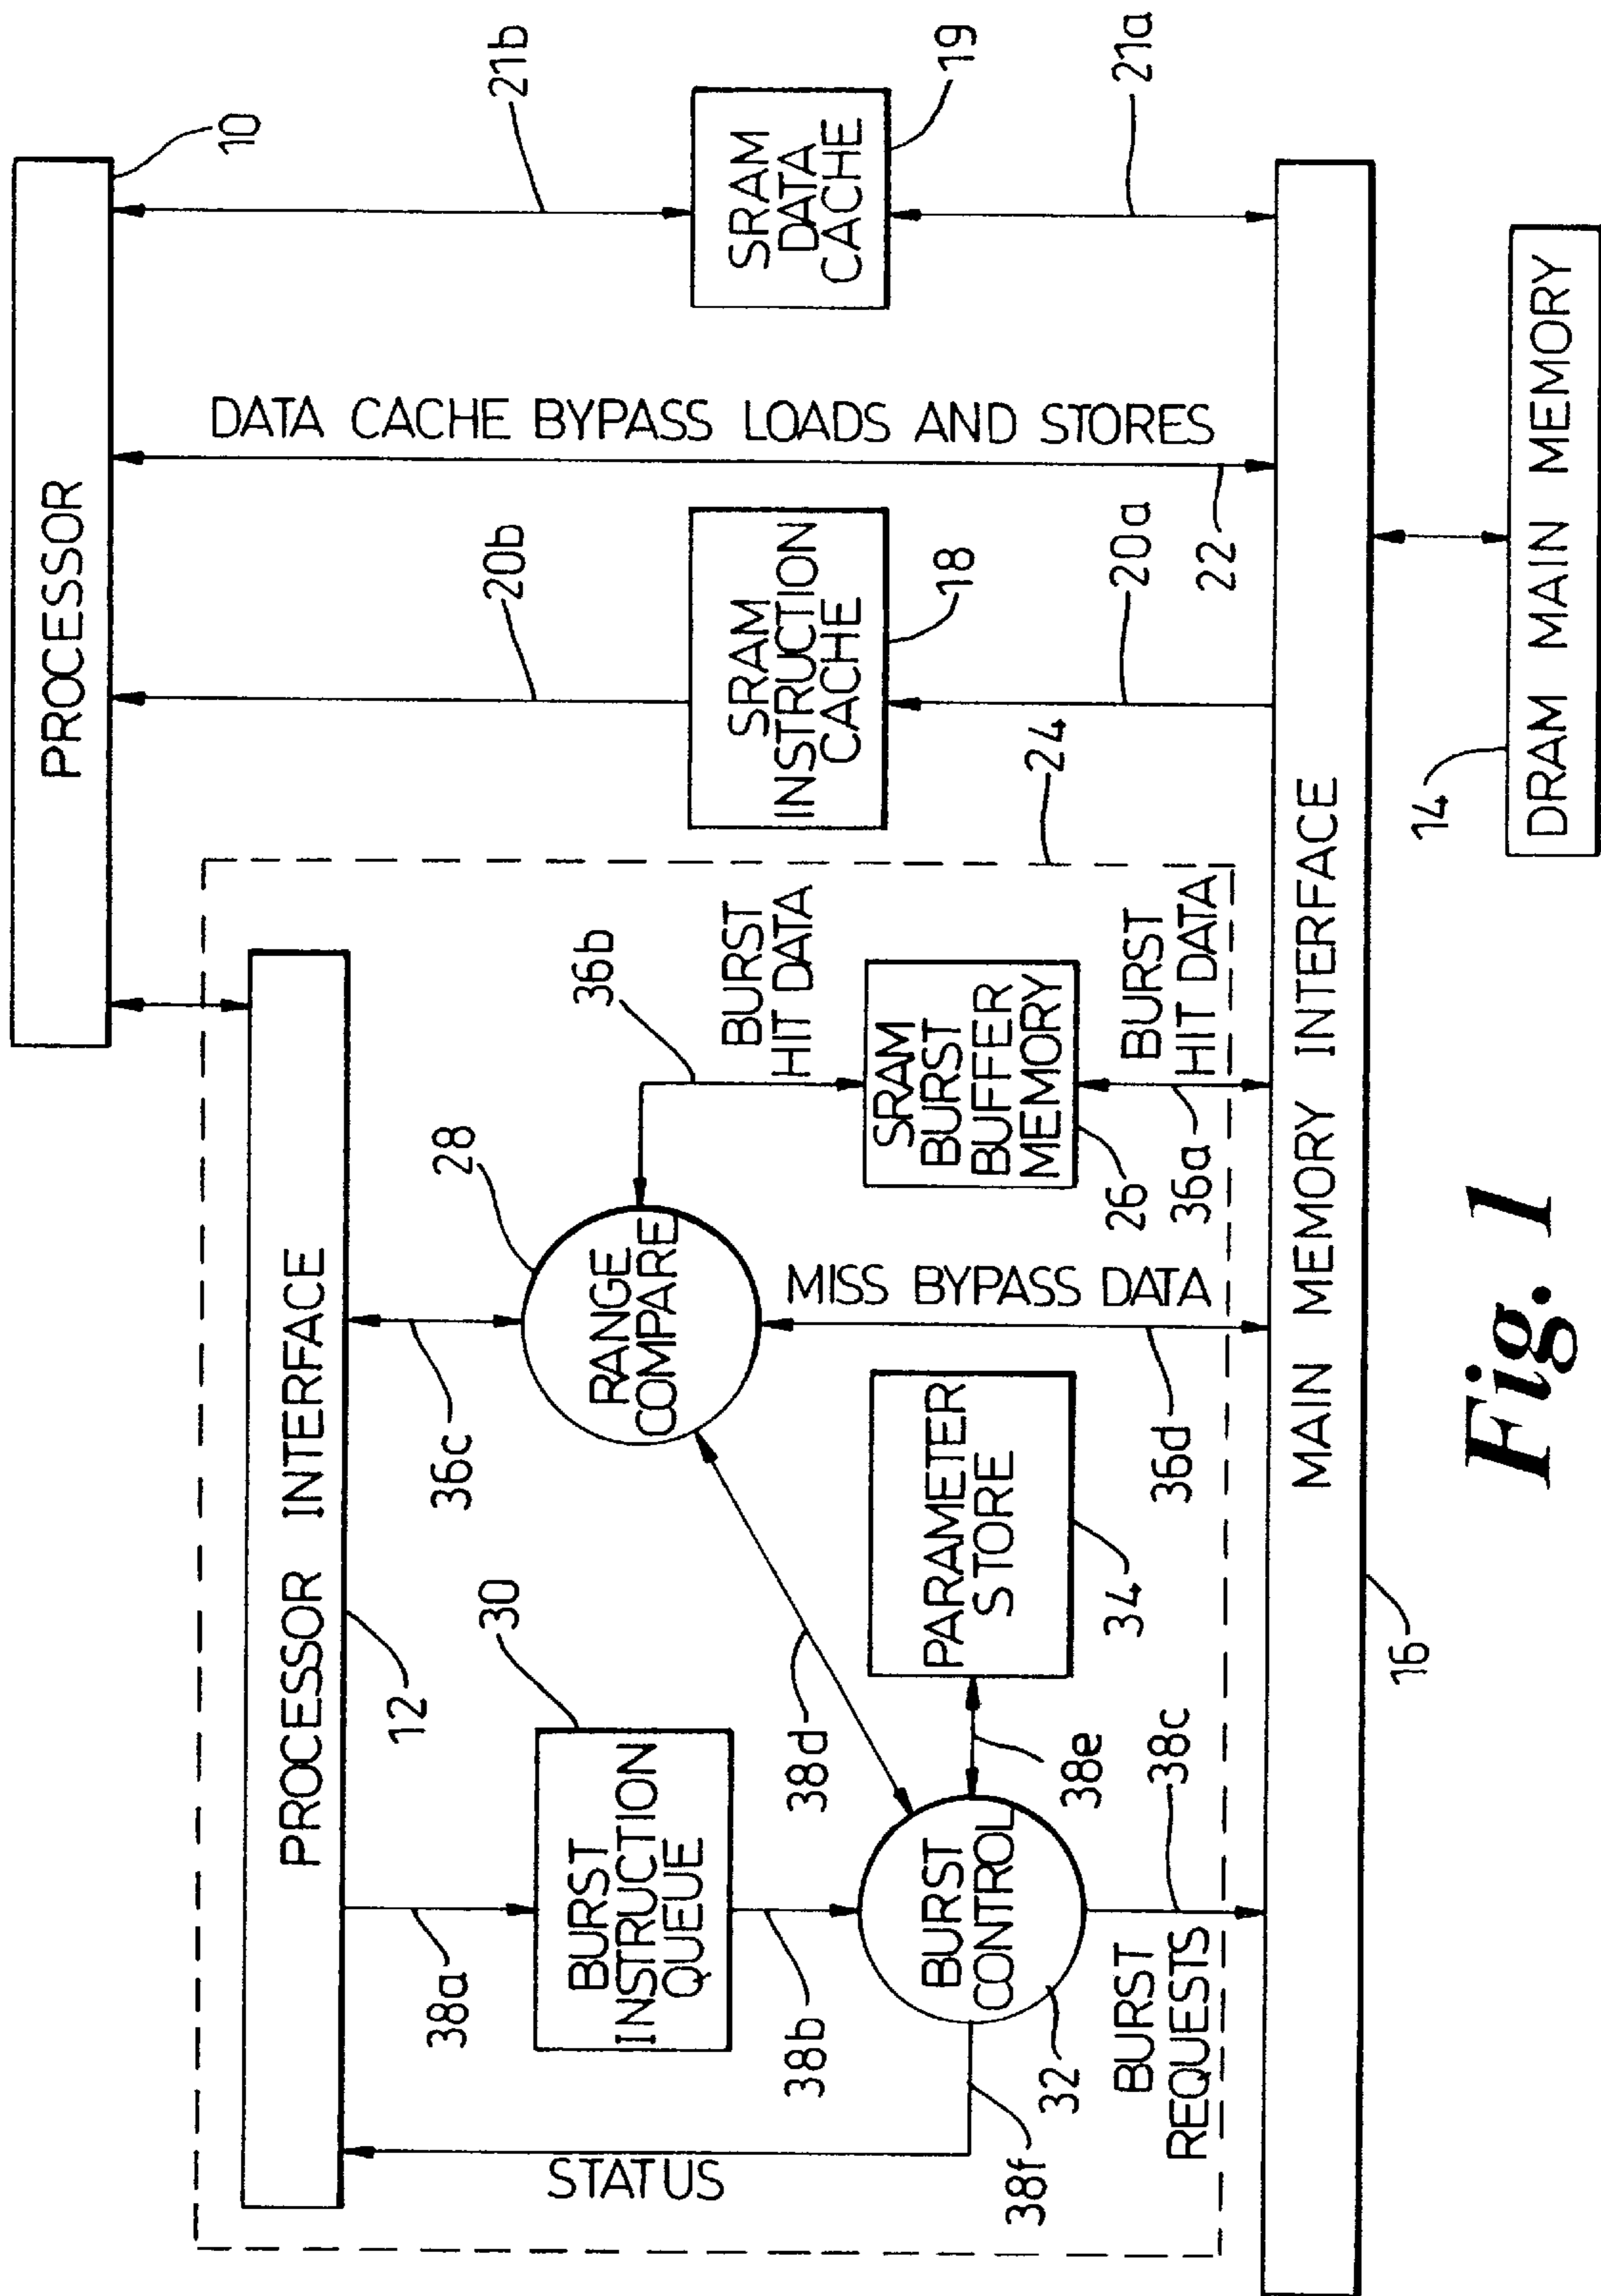 PROCESSOR
10
PROCESSOR INTERFACE
12
STATUS
38a
BURST
INSTRUCTION
QUEUE
30
38b
BURST
CONTROL
32
38f
BURST
REQUESTS
38c
38d
38e
PARAMETER
STORE
34
36c
RANGE
COMPARE
28
MISS BYPASS DATA
36d
36b
BURST
HIT DATA
SRAM
BURST
BUFFER
MEMORY
26
BURST
HIT DATA
36a
24
20b
SRAM
INSTRUCTION
CACHE
18
20a
DATA CACHE BYPASS LOADS AND STORES
22
21b
SRAM
DATA
CACHE
19
21a
MAIN MEMORY INTERFACE
16
14
DRAM MAIN MEMORY
Fig. 1